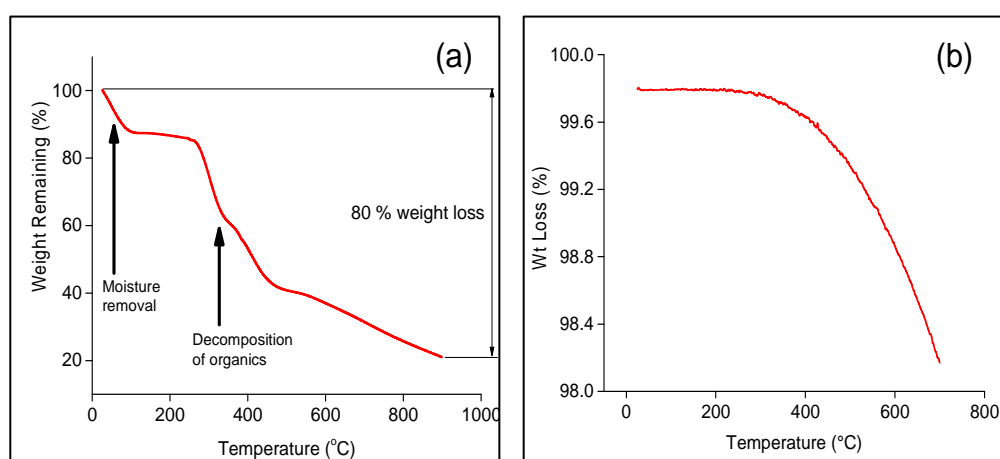 (a)
100
80
60
40
20
0
200
400
600
800
1000
Weight Remaining (%)
Temperature (°C)
Moisture
removal
Decomposition
of organics
80 % weight loss
(b)
100.0
99.6
99.2
98.8
98.4
98.0
0
200
400
600
800
Wt Loss (%)
Temperature (°C)